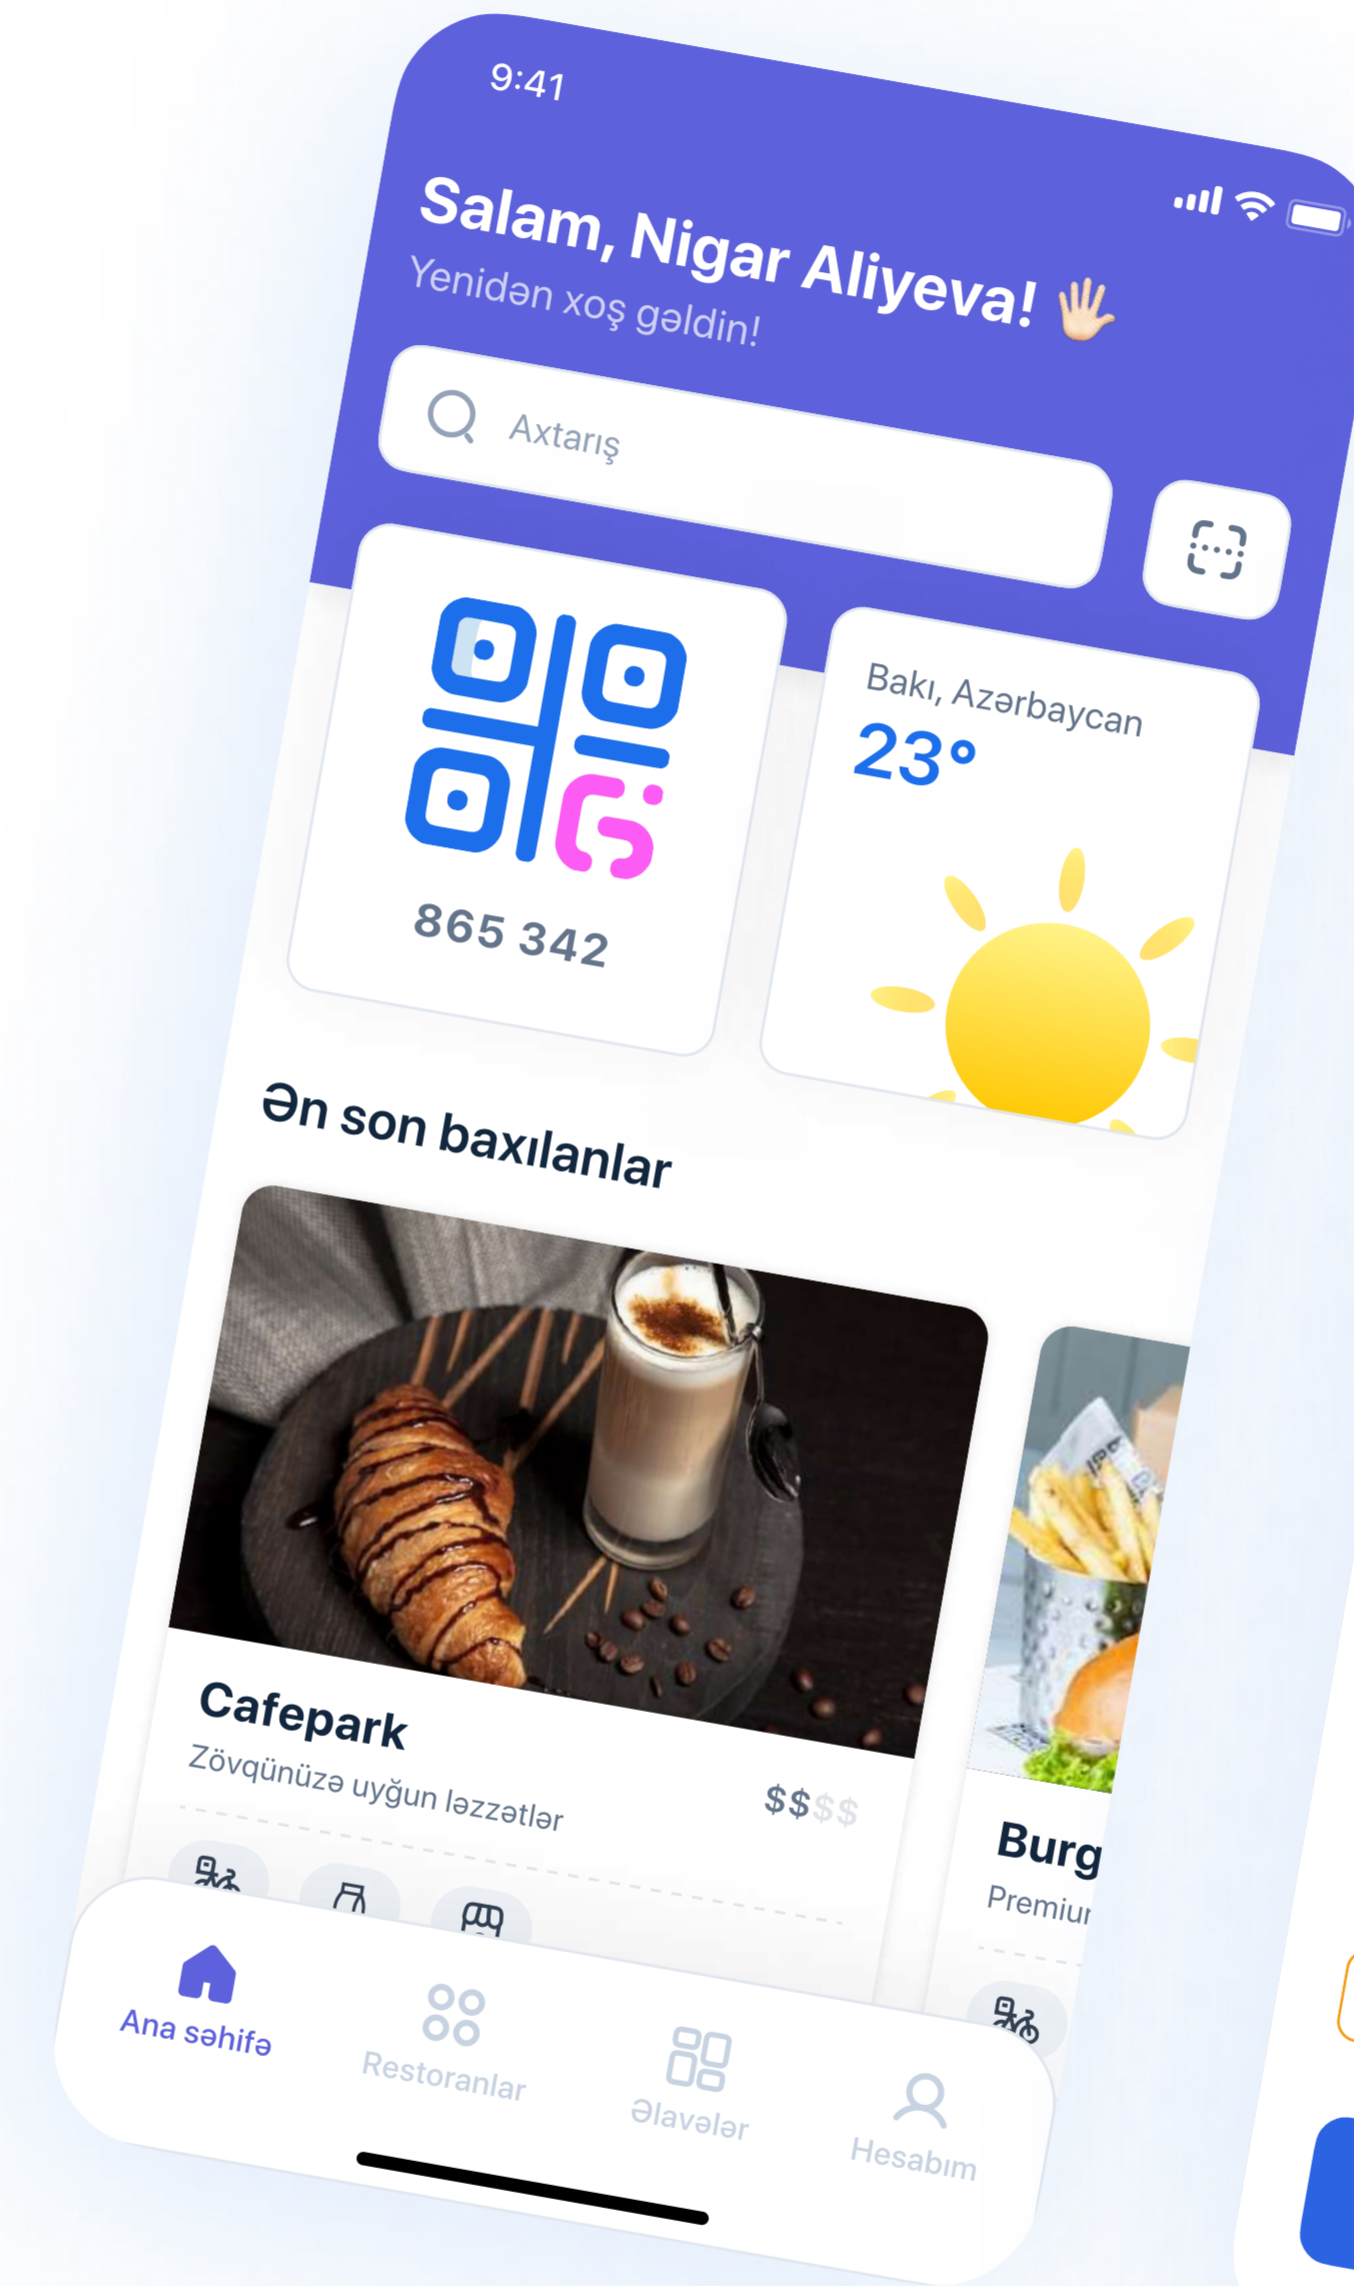 9:41
Salam, Nigar Aliyeva! 🖐🏻
Yenidən xoş gəldin!
Axtarış
Bakı, Azərbaycan
23°
865 342
Ən son baxılanlar
Cafepark
Zövqünüzə uyğun ləzzətlər
$$$$
Burg
Premiu
Ana səhifə
Restoranlar
Əlavələr
Hesabım